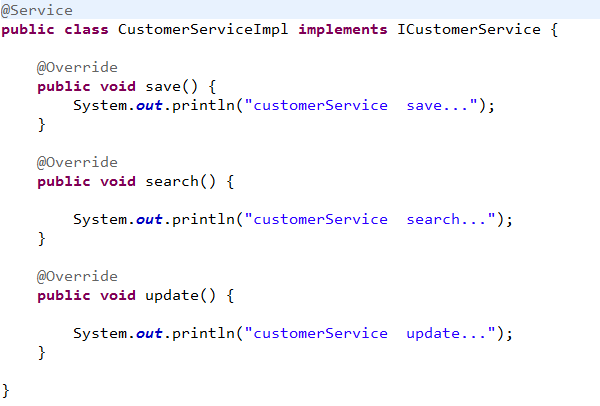 @Service
public class CustomerServiceImpl implements ICustomerService {
@Override
public void save() {
System.out.println("customerService  save...");
}
@Override
public void search() {
System.out.println("customerService  search...");
}
@Override
public void update() {
System.out.println("customerService  update...");
}
}